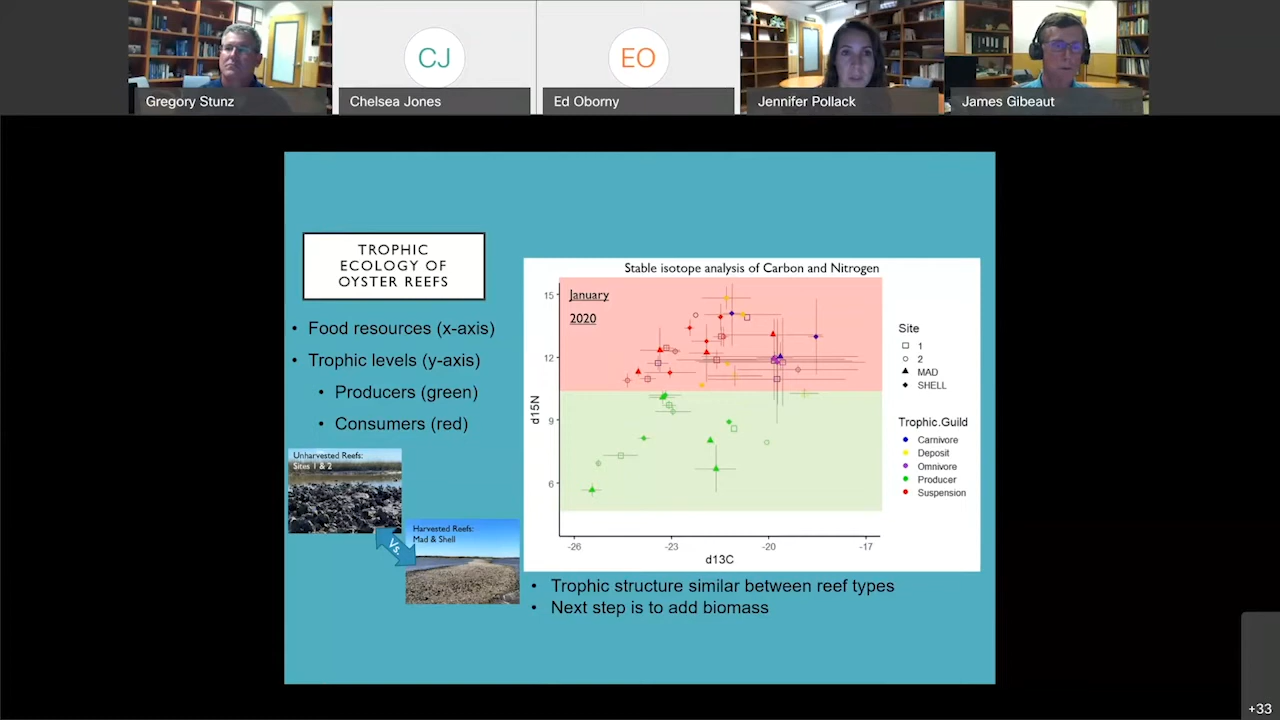 CJ
EO
Gregory Stunz
Chelsea Jones
Ed Oborny
Jennifer Pollack
James Gibeaut
TROPHIC
ECOLOGY OF
OYSTER REEFS
• Food resources (x-axis)
• Trophic levels (y-axis)
• Producers (green)
• Consumers (red)
Unharvested Reefs:
Sites 1 & 2
Vs.
Harvested Reefs:
Mad & Shell
Stable isotope analysis of Carbon and Nitrogen
January
2020
15
12
9
6
d15N
-26
-23
-20
-17
d13C
Site
1
2
MAD
SHELL
Trophic.Guild
Carnivore
Deposit
Omnivore
Producer
Suspension
• Trophic structure similar between reef types
• Next step is to add biomass
+33